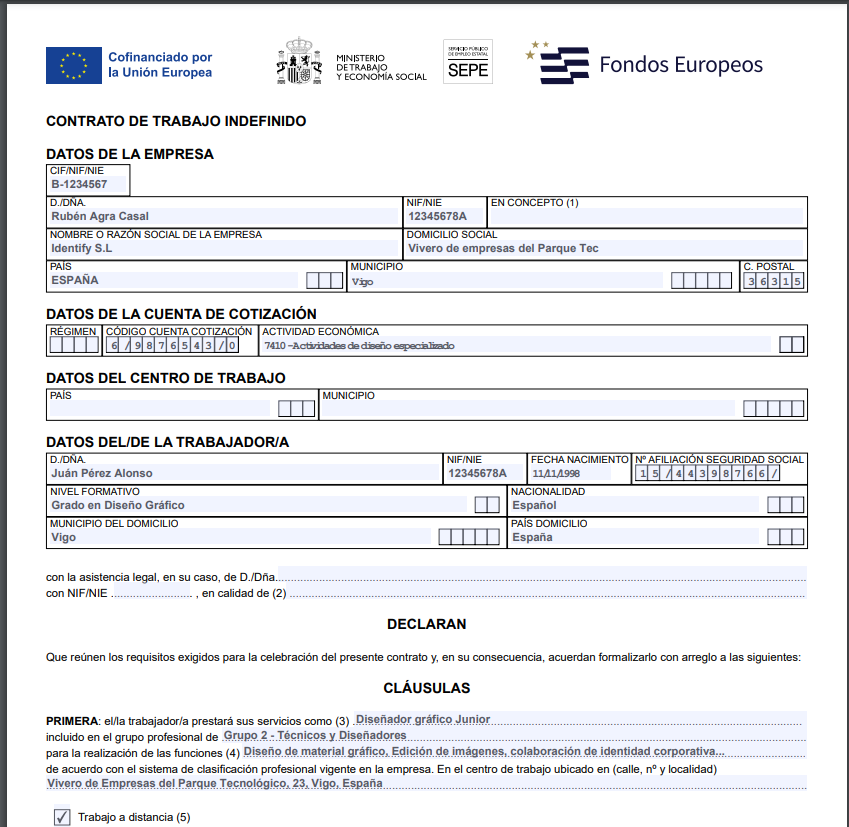 Cofinanciado por
la Unión Europea
MINISTERIO
DE TRABAJO
Y ECONOMÍA SOCIAL
SERVICIO PÚBLICO
DE EMPLEO ESTATAL
SEPE
Fondos Europeos
CONTRATO DE TRABAJO INDEFINIDO
DATOS DE LA EMPRESA
CIF/NIF/NIE
B-1234567
D./DÑA. NIF/NIE EN CONCEPTO (1)
Rubén Agra Casal 12345678A
NOMBRE O RAZÓN SOCIAL DE LA EMPRESA DOMICILIO SOCIAL
Identify S.L Vivero de empresas del Parque Tec
PAÍS MUNICIPIO C. POSTAL
ESPAÑA Vigo 36315
DATOS DE LA CUENTA DE COTIZACIÓN
RÉGIMEN CÓDIGO CUENTA COTIZACIÓN ACTIVIDAD ECONÓMICA
6/9876543/0 7410 -Actividades de diseño especializado
DATOS DEL CENTRO DE TRABAJO
PAÍS MUNICIPIO
DATOS DEL/DE LA TRABAJADOR/A
D./DÑA. NIF/NIE FECHA NACIMIENTO Nº AFILIACIÓN SEGURIDAD SOCIAL
Juán Pérez Alonso 12345678A 11/11/1998 15/44398766/
NIVEL FORMATIVO NACIONALIDAD
Grado en Diseño Gráfico Español
MUNICIPIO DEL DOMICILIO PAÍS DOMICILIO
Vigo España
con la asistencia legal, en su caso, de D./Dña.
con NIF/NIE , en calidad de (2)
DECLARAN
Que reúnen los requisitos exigidos para la celebración del presente contrato y, en su consecuencia, acuerdan formalizarlo con arreglo a las siguientes:
CLÁUSULAS
PRIMERA: el/la trabajador/a prestará sus servicios como (3) Diseñador gráfico Junior
incluido en el grupo profesional de Grupo 2 - Técnicos y Diseñadores
para la realización de las funciones (4) Diseño de material gráfico, Edición de imágenes, colaboración de identidad corporativa...
de acuerdo con el sistema de clasificación profesional vigente en la empresa. En el centro de trabajo ubicado en (calle, nº y localidad)
Vivero de Empresas del Parque Tecnológico, 23, Vigo, España
Trabajo a distancia (5)